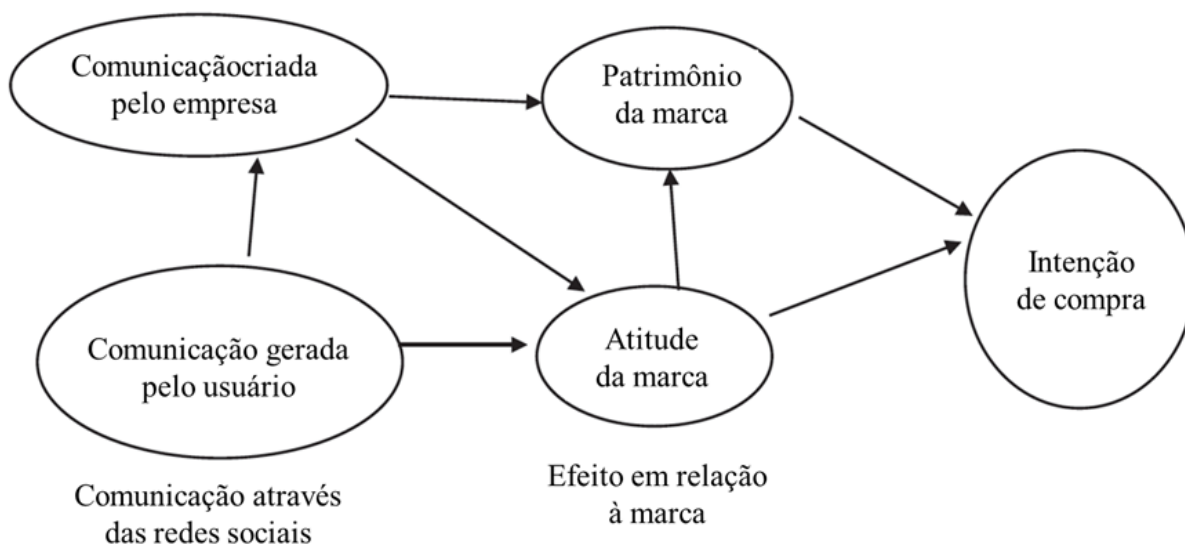 Comunicaçãocriada
pelo empresa
Patrimônio
da marca
Intenção
de compra
Comunicação gerada
pelo usuário
Atitude
da marca
Comunicação através
das redes sociais
Efeito em relação
à marca